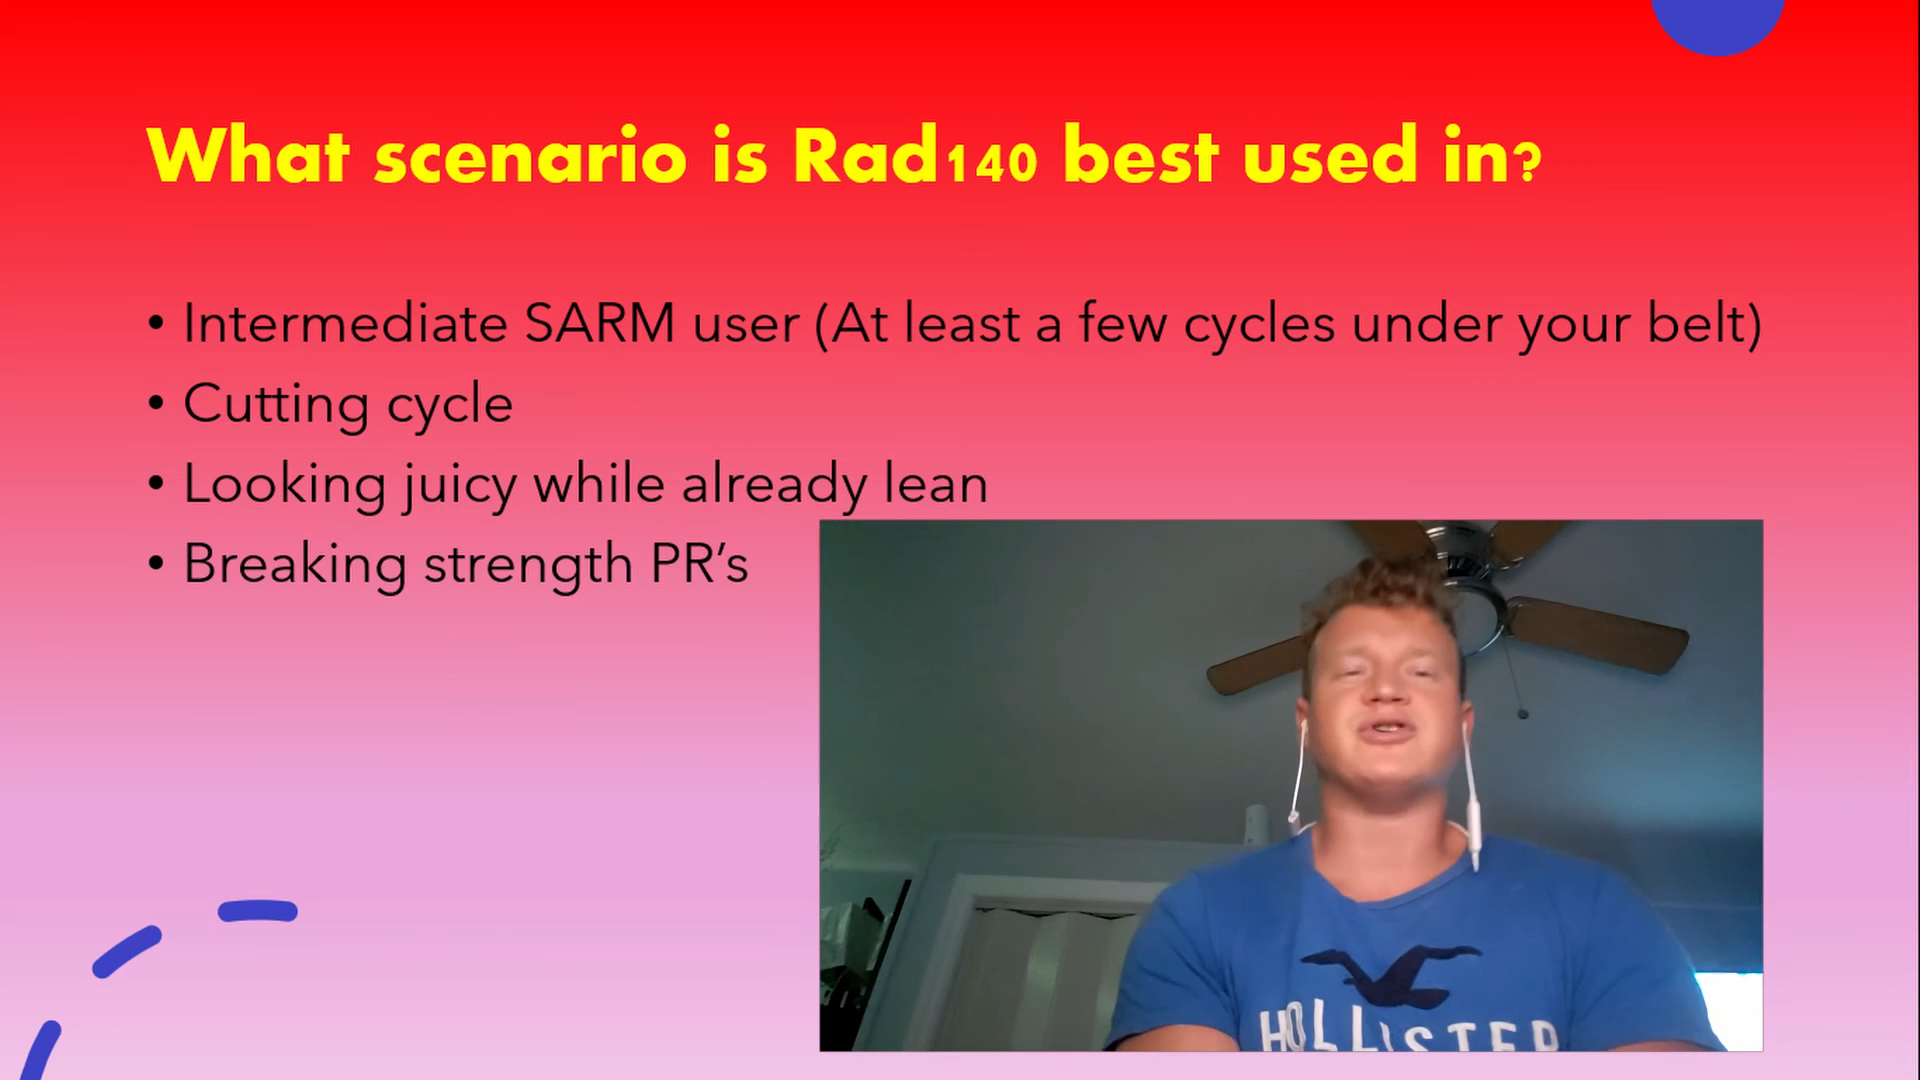 What scenario is Rad140 best used in?
• Intermediate SARM user (At least a few cycles under your belt)
• Cutting cycle
• Looking juicy while already lean
• Breaking strength PR’s
HOLLISTER